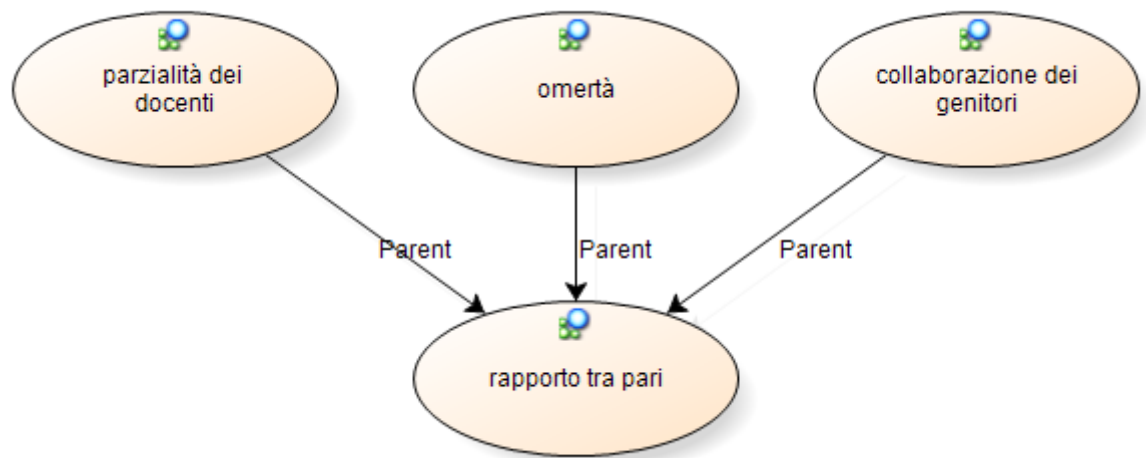 parzialità dei
docenti
omertà
collaborazione dei
genitori
Parent
Parent
Parent
rapporto tra pari